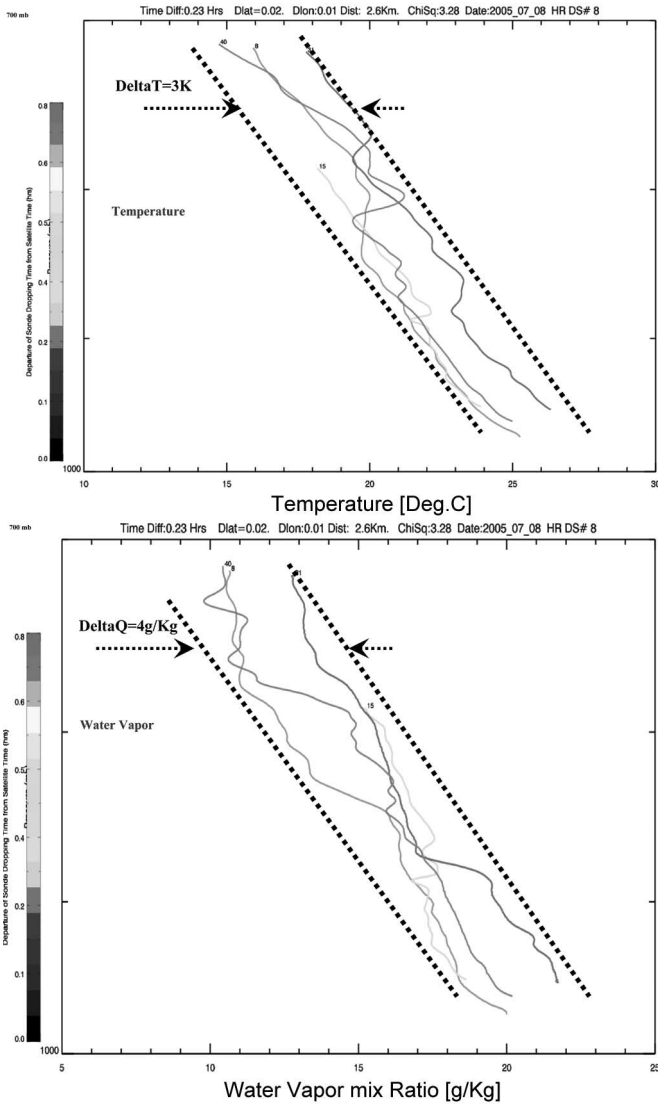 700 mb
Time Diff:0.23 Hrs Dlat=0.02. Dlon:0.01 Dist: 2.6Km. ChiSq:3.28 Date:2005_07_08 HR DS# 8
40
8
DeltaT=3K
0.8
0.6
0.5
0.4
0.2
0.1
0.0
Departure of Sonde Dropping Time from Satellite Time (hrs)
15
Temperature
1000
10 15 20 25 30
Temperature [Deg.C]
700 mb
Time Diff:0.23 Hrs Dlat=0.02. Dlon:0.01 Dist: 2.6Km. ChiSq:3.28 Date:2005_07_08 HR DS# 8
40
8
DeltaQ=4g/Kg
0.8
0.6
0.5
0.4
0.2
0.1
0.0
Departure of Sonde Dropping Time from Satellite Time (hrs)
15
Water Vapor
1000
5 10 15 20 25
Water Vapor mix Ratio [g/Kg]